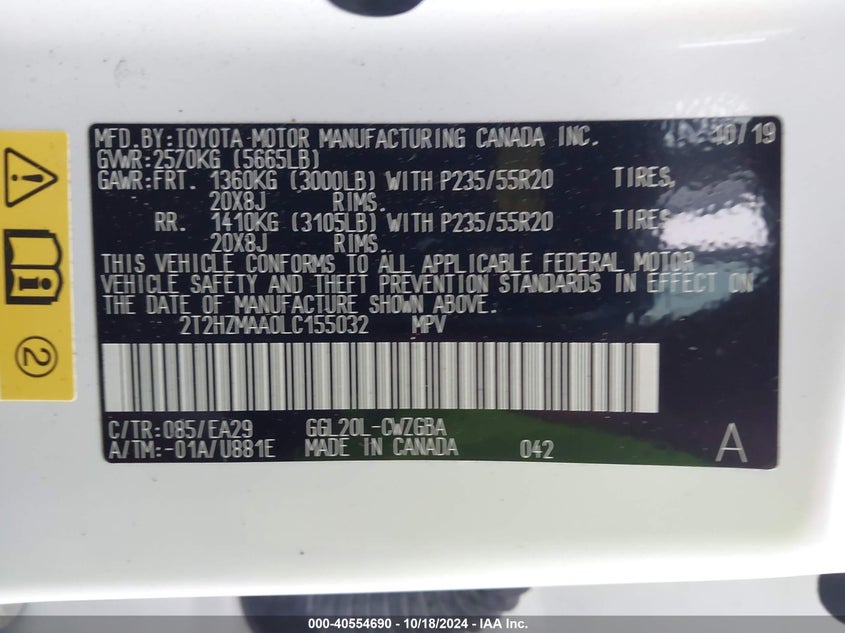 MFD.BY:TOYOTA MOTOR MANUFACTURING CANADA INC. 10/19
GVWR:2570KG (5665LB)
GAWR:FRT. 1360KG (3000LB) WITH P235/55R20 TIRES,
20X8J RIMS.
RR. 1410KG (3105LB) WITH P235/55R20 TIRES,
20X8J RIMS.
THIS VEHICLE CONFORMS TO ALL APPLICABLE FEDERAL MOTOR
VEHICLE SAFETY AND THEFT PREVENTION STANDARDS IN EFFECT ON
THE DATE OF MANUFACTURE SHOWN ABOVE.
2T2HZMAA0LC155032 MPV
C/TR:085/EA29 GGL20L-CWZGBA
A/TM:-01A/U881E MADE IN CANADA 042 A
2
000-40554690 - 10/18/2024 - IAA Inc.